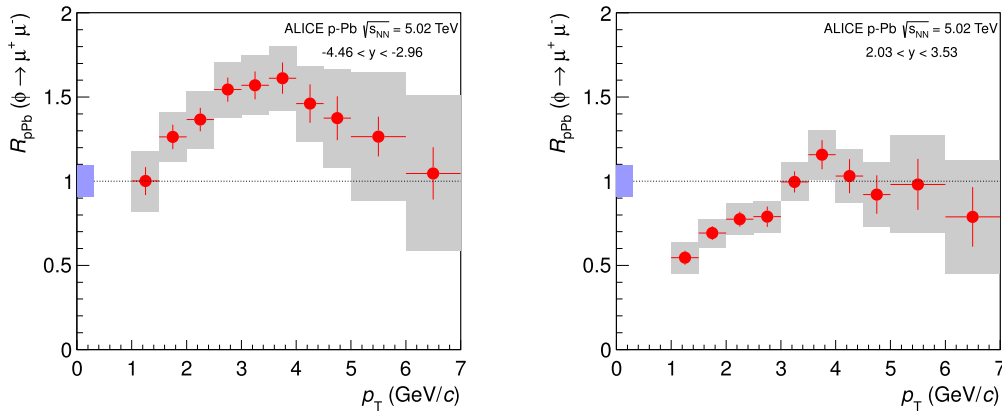 R_pPb (ϕ → μ⁺ μ⁻)
2
1.5
1
0.5
0
ALICE p-Pb √s_NN = 5.02 TeV
-4.46 < y < -2.96
0 1 2 3 4 5 6 7
p_T (GeV/c)
R_pPb (ϕ → μ⁺ μ⁻)
2
1.5
1
0.5
0
ALICE p-Pb √s_NN = 5.02 TeV
2.03 < y < 3.53
0 1 2 3 4 5 6 7
p_T (GeV/c)